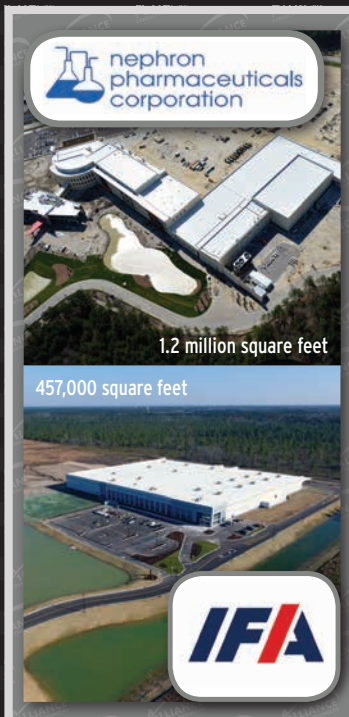 nephron
pharmaceuticals
corporation
1.2 million square feet
457,000 square feet
IFA